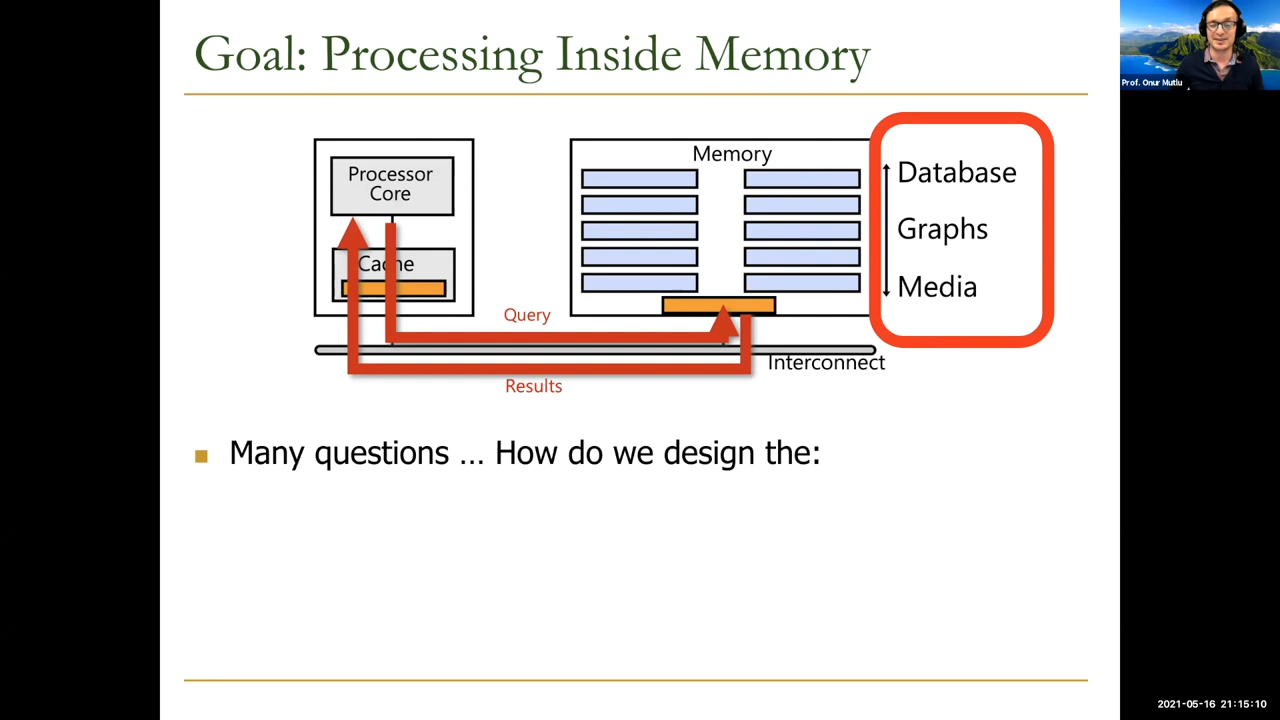 Goal: Processing Inside Memory
Prof. Onur Mutlu
Processor
Core
Cache
Memory
Database
Graphs
Media
Query
Interconnect
Results
Many questions … How do we design the:
2021-05-16 21:15:10